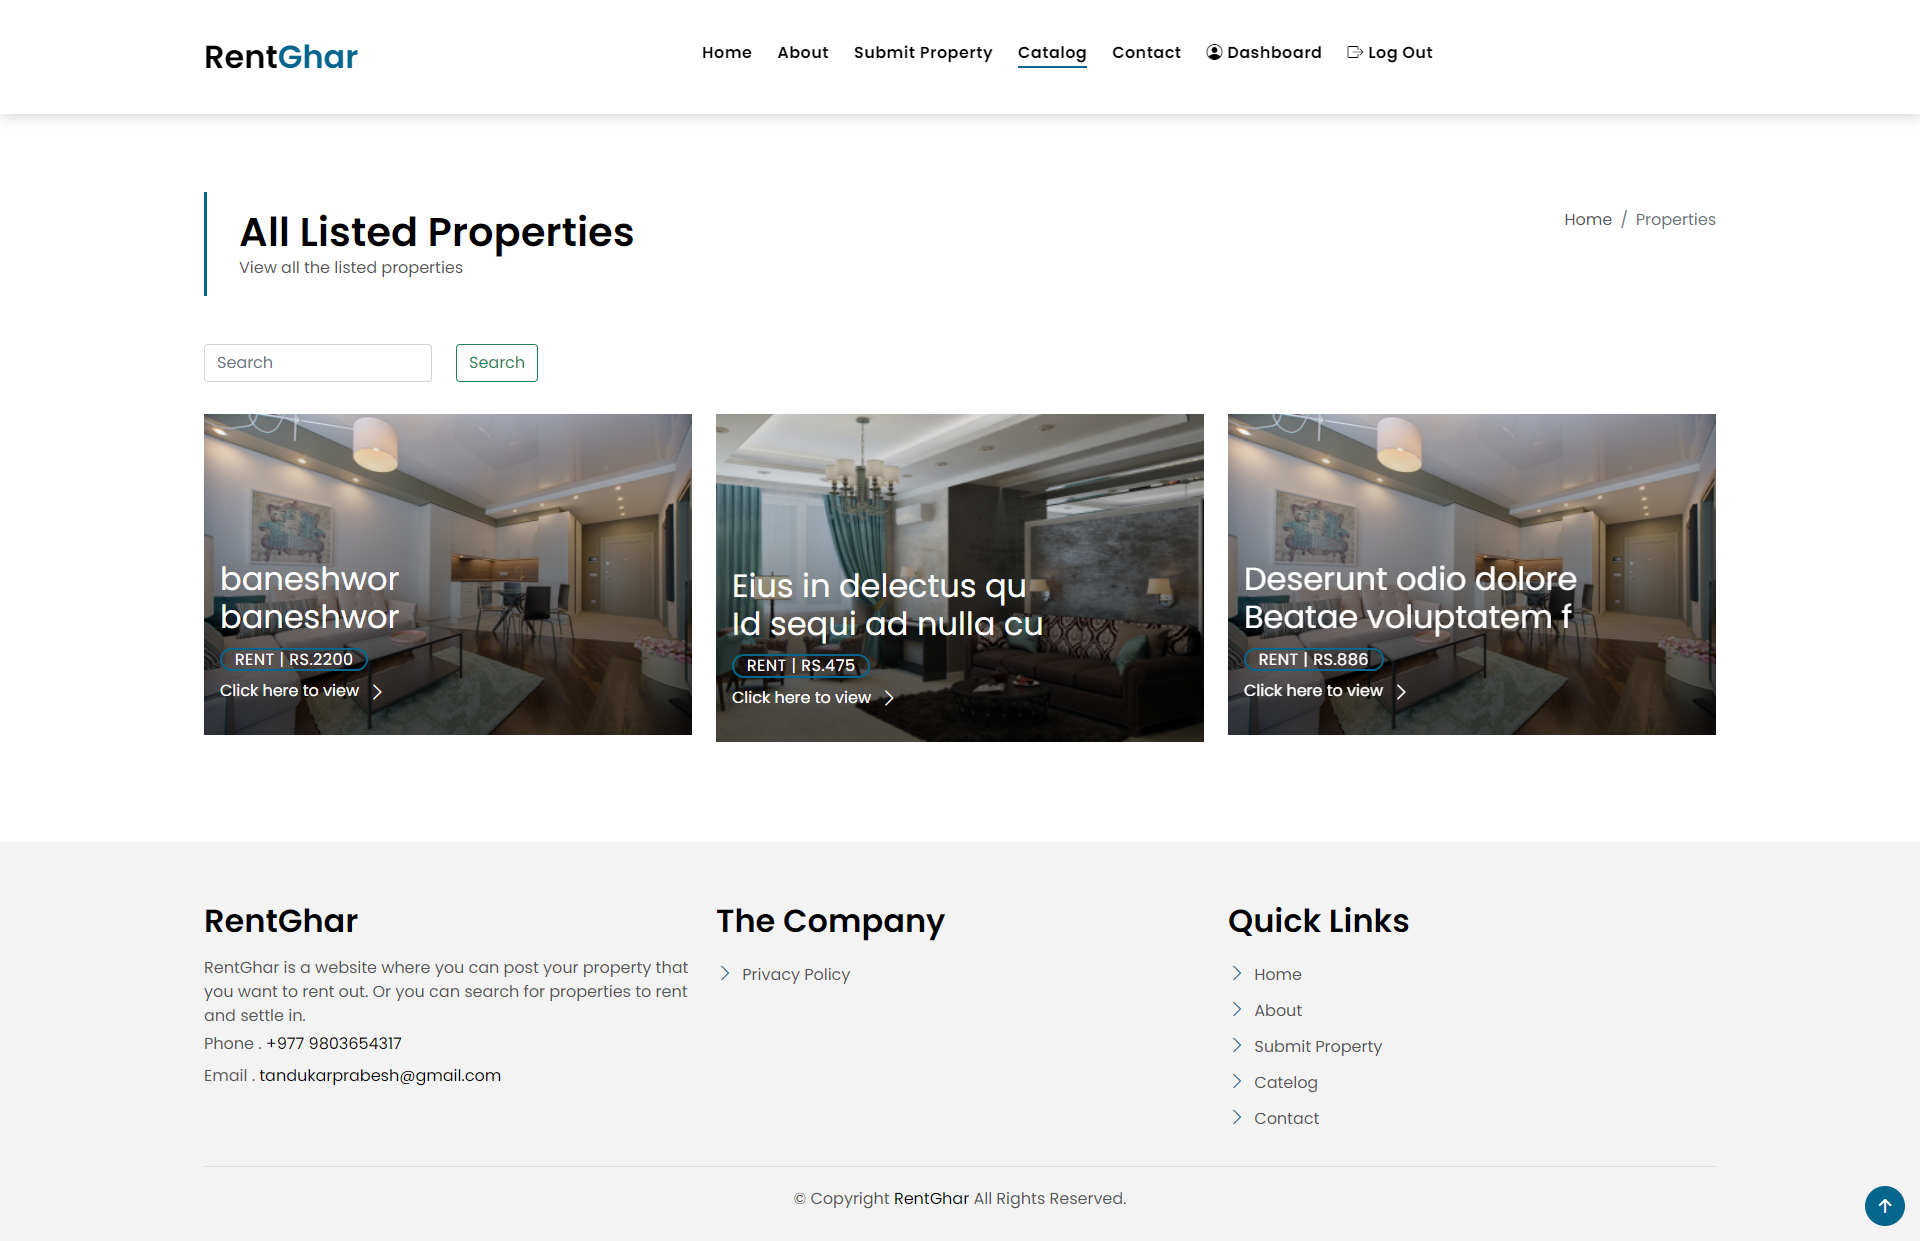 RentGhar
Home About Submit Property Catalog Contact Dashboard Log Out
All Listed Properties
View all the listed properties
Home / Properties
Search Search
baneshwor
baneshwor
RENT | RS.2200
Click here to view
Eius in delectus qu
Id sequi ad nulla cu
RENT | RS.475
Click here to view
Deserunt odio dolore
Beatae voluptatem f
RENT | RS.886
Click here to view
RentGhar
RentGhar is a website where you can post your property that
you want to rent out. Or you can search for properties to rent
and settle in.
Phone . +977 9803654317
Email . tandukarprabesh@gmail.com
The Company
Privacy Policy
Quick Links
Home
About
Submit Property
Catelog
Contact
© Copyright RentGhar All Rights Reserved.